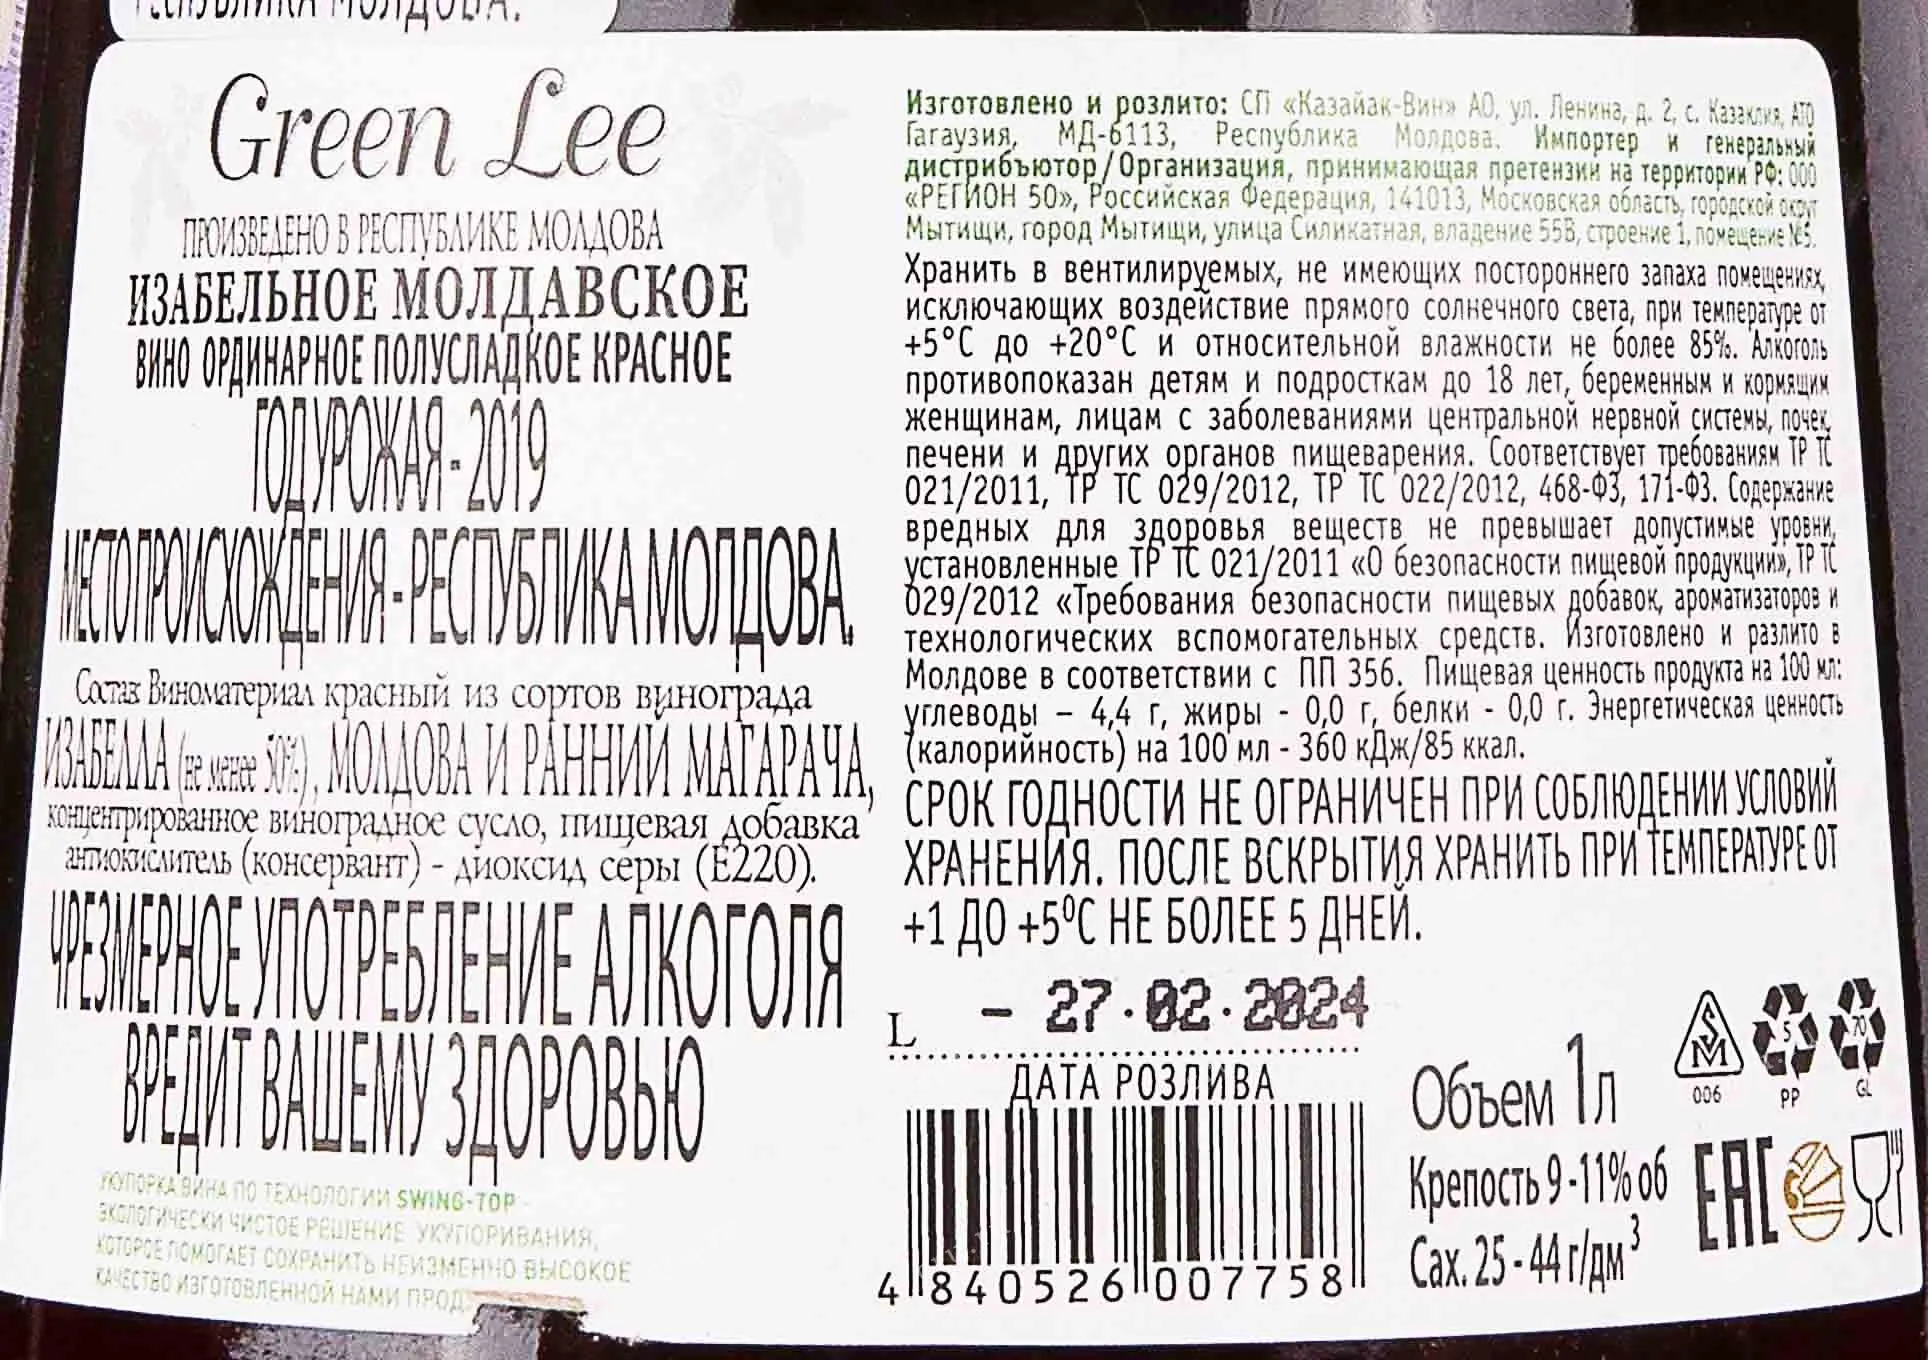 Green Lee
ПРОИЗВЕДЕНО В РЕСПУБЛИКЕ МОЛДОВА
ИЗАБЕЛЬНОЕ МОЛДАВСКОЕ
ВИНО ОРДИНАРНОЕ ПОЛУСЛАДКОЕ КРАСНОЕ
ГОД УРОЖАЯ - 2019
МЕСТО ПРОИСХОЖДЕНИЯ - РЕСПУБЛИКА МОЛДОВА.
Состав: Виноматериал красный из сортов винограда
ИЗАБЕЛЛА (не менее 50%), МОЛДОВА И РАННИЙ МАГАРАЧА,
концентрированное виноградное сусло, пищевая добавка
антиокислитель (консервант) - диоксид серы (Е220).
ЧРЕЗМЕРНОЕ УПОТРЕБЛЕНИЕ АЛКОГОЛЯ
ВРЕДИТ ВАШЕМУ ЗДОРОВЬЮ
УКУПОРКА ВИНА ПО ТЕХНОЛОГИИ SWING-TOP -
ЭКОЛОГИЧЕСКИ ЧИСТОЕ РЕШЕНИЕ УКУПОРИВАНИЯ,
КОТОРОЕ ПОМОГАЕТ СОХРАНИТЬ НЕИЗМЕННО ВЫСОКОЕ
КАЧЕСТВО ИЗГОТОВЛЕННОЙ НАМИ
Изготовлено и розлито: СП «Казайак-Вин» АО, ул. Ленина, д. 2, с. Казаклия, АТО
Гагаузия, МД-6113, Республика Молдова. Импортер и генеральный
дистрибъютор/Организация, принимающая претензии на территории РФ: ООО
«РЕГИОН 50», Российская Федерация, 141013, Московская область, городской округ
Мытищи, город Мытищи, улица Силикатная, владение 55В, строение 1, помещение №5.
Хранить в вентилируемых, не имеющих постороннего запаха помещениях,
исключающих воздействие прямого солнечного света, при температуре от
+5°С до +20°С и относительной влажности не более 85%. Алкоголь
противопоказан детям и подросткам до 18 лет, беременным и кормящим
женщинам, лицам с заболеваниями центральной нервной системы, почек,
печени и других органов пищеварения. Соответствует требованиям ТР ТС
021/2011, ТР ТС 029/2012, ТР ТС 022/2012, 468-ФЗ, 171-ФЗ. Содержание
вредных для здоровья веществ не превышает допустимые уровни,
установленные ТР ТС 021/2011 «О безопасности пищевой продукции», ТР ТС
029/2012 «Требования безопасности пищевых добавок, ароматизаторов и
технологических вспомогательных средств. Изготовлено и разлито в
Молдове в соответствии с ПП 356. Пищевая ценность продукта на 100 мл:
углеводы – 4,4 г, жиры - 0,0 г, белки - 0,0 г. Энергетическая ценность
(калорийность) на 100 мл - 360 кДж/85 ккал.
СРОК ГОДНОСТИ НЕ ОГРАНИЧЕН ПРИ СОБЛЮДЕНИИ УСЛОВИЙ
ХРАНЕНИЯ. ПОСЛЕ ВСКРЫТИЯ ХРАНИТЬ ПРИ ТЕМПЕРАТУРЕ ОТ
+1 ДО +5⁰С НЕ БОЛЕЕ 5 ДНЕЙ.
L - 27.02.2024
ДАТА РОЗЛИВА
4 840526 007758
Объем 1л
Крепость 9 -11% об
Сах. 25 - 44 г/дм³
SM 5 70
006 PP GL
EAC